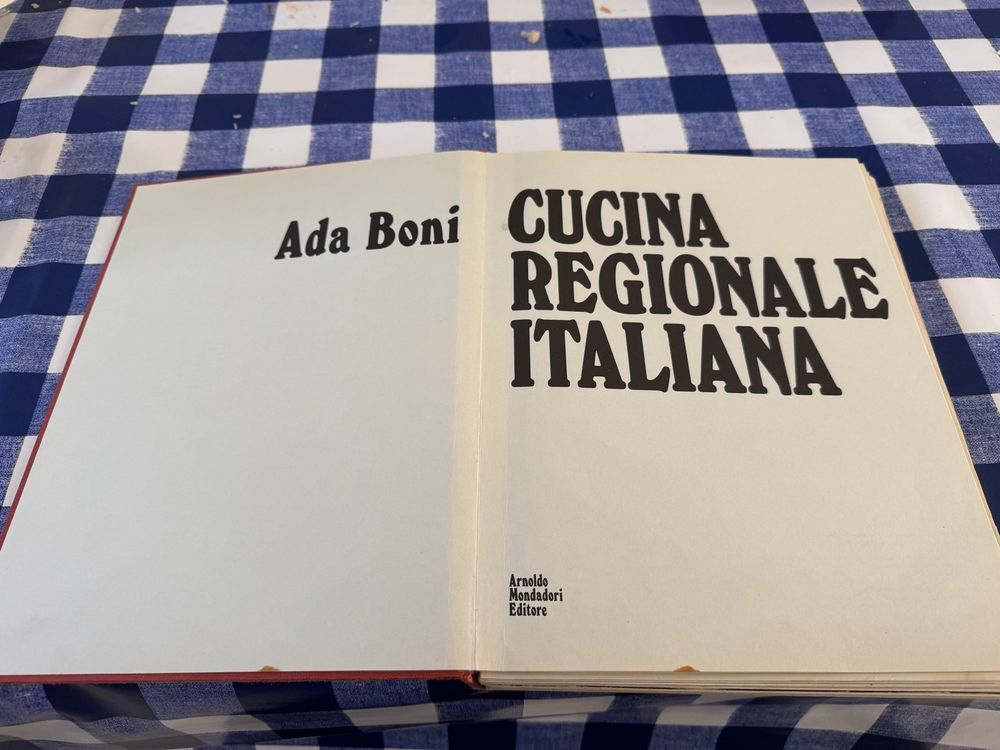 Ada Boni
CUCINA
REGIONALE
ITALIANA
Arnoldo
Mondadori
Editore